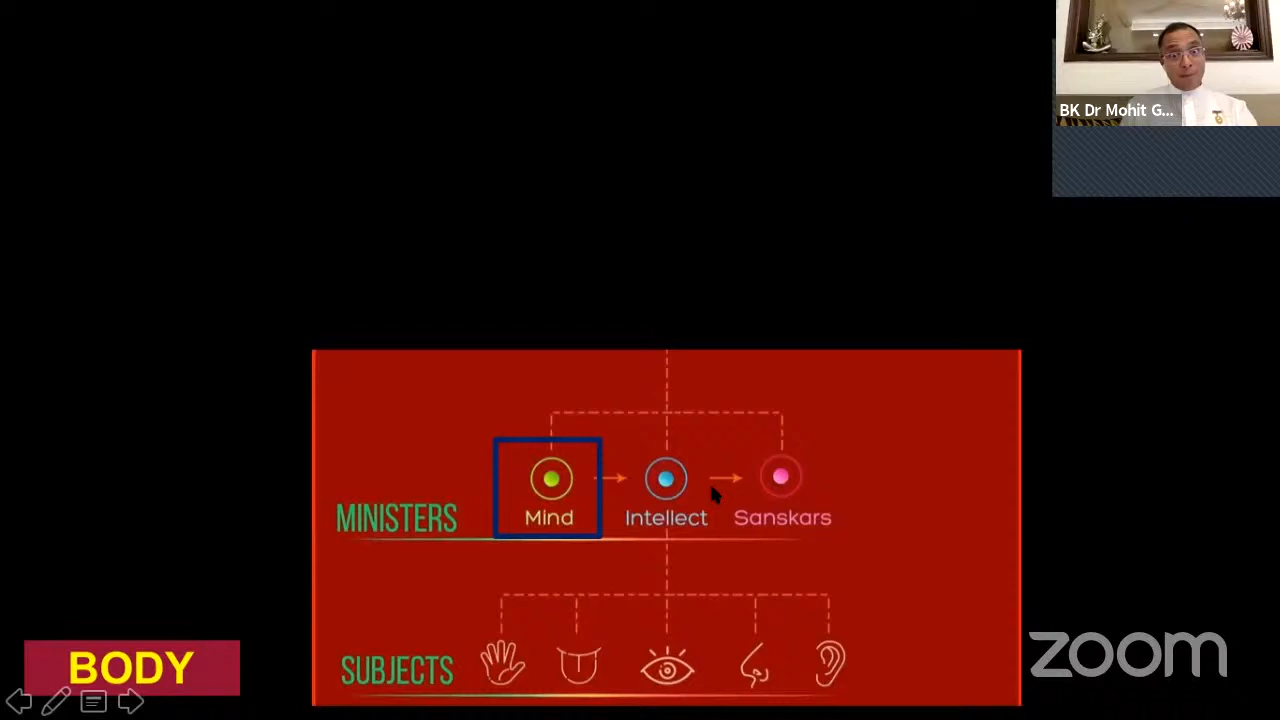 BK Dr Mohit G...
Mind
Intellect
Sanskars
MINISTERS
SUBJECTS
BODY
zoom